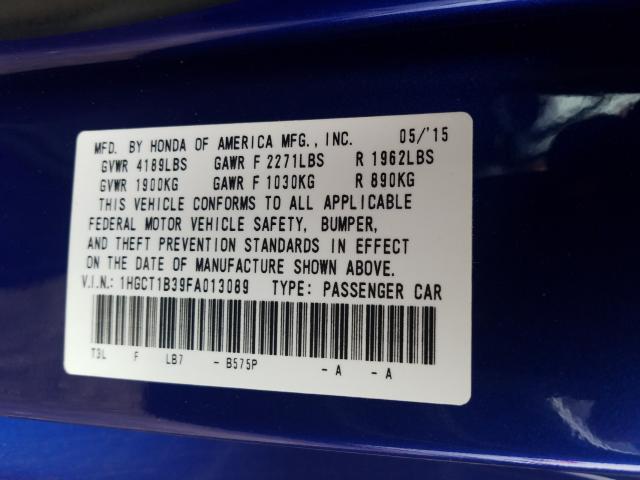 MFD. BY HONDA OF AMERICA MFG., INC. 05/'15
GVWR 4189LBS GAWR F 2271LBS R 1962LBS
GVWR 1900KG GAWR F 1030KG R 890KG
THIS VEHICLE CONFORMS TO ALL APPLICABLE
FEDERAL MOTOR VEHICLE SAFETY, BUMPER,
AND THEFT PREVENTION STANDARDS IN EFFECT
ON THE DATE OF MANUFACTURE SHOWN ABOVE.
V.I.N.: 1HGCT1B39FA013089 TYPE: PASSENGER CAR
T3L F LB7 - B575P - A - A